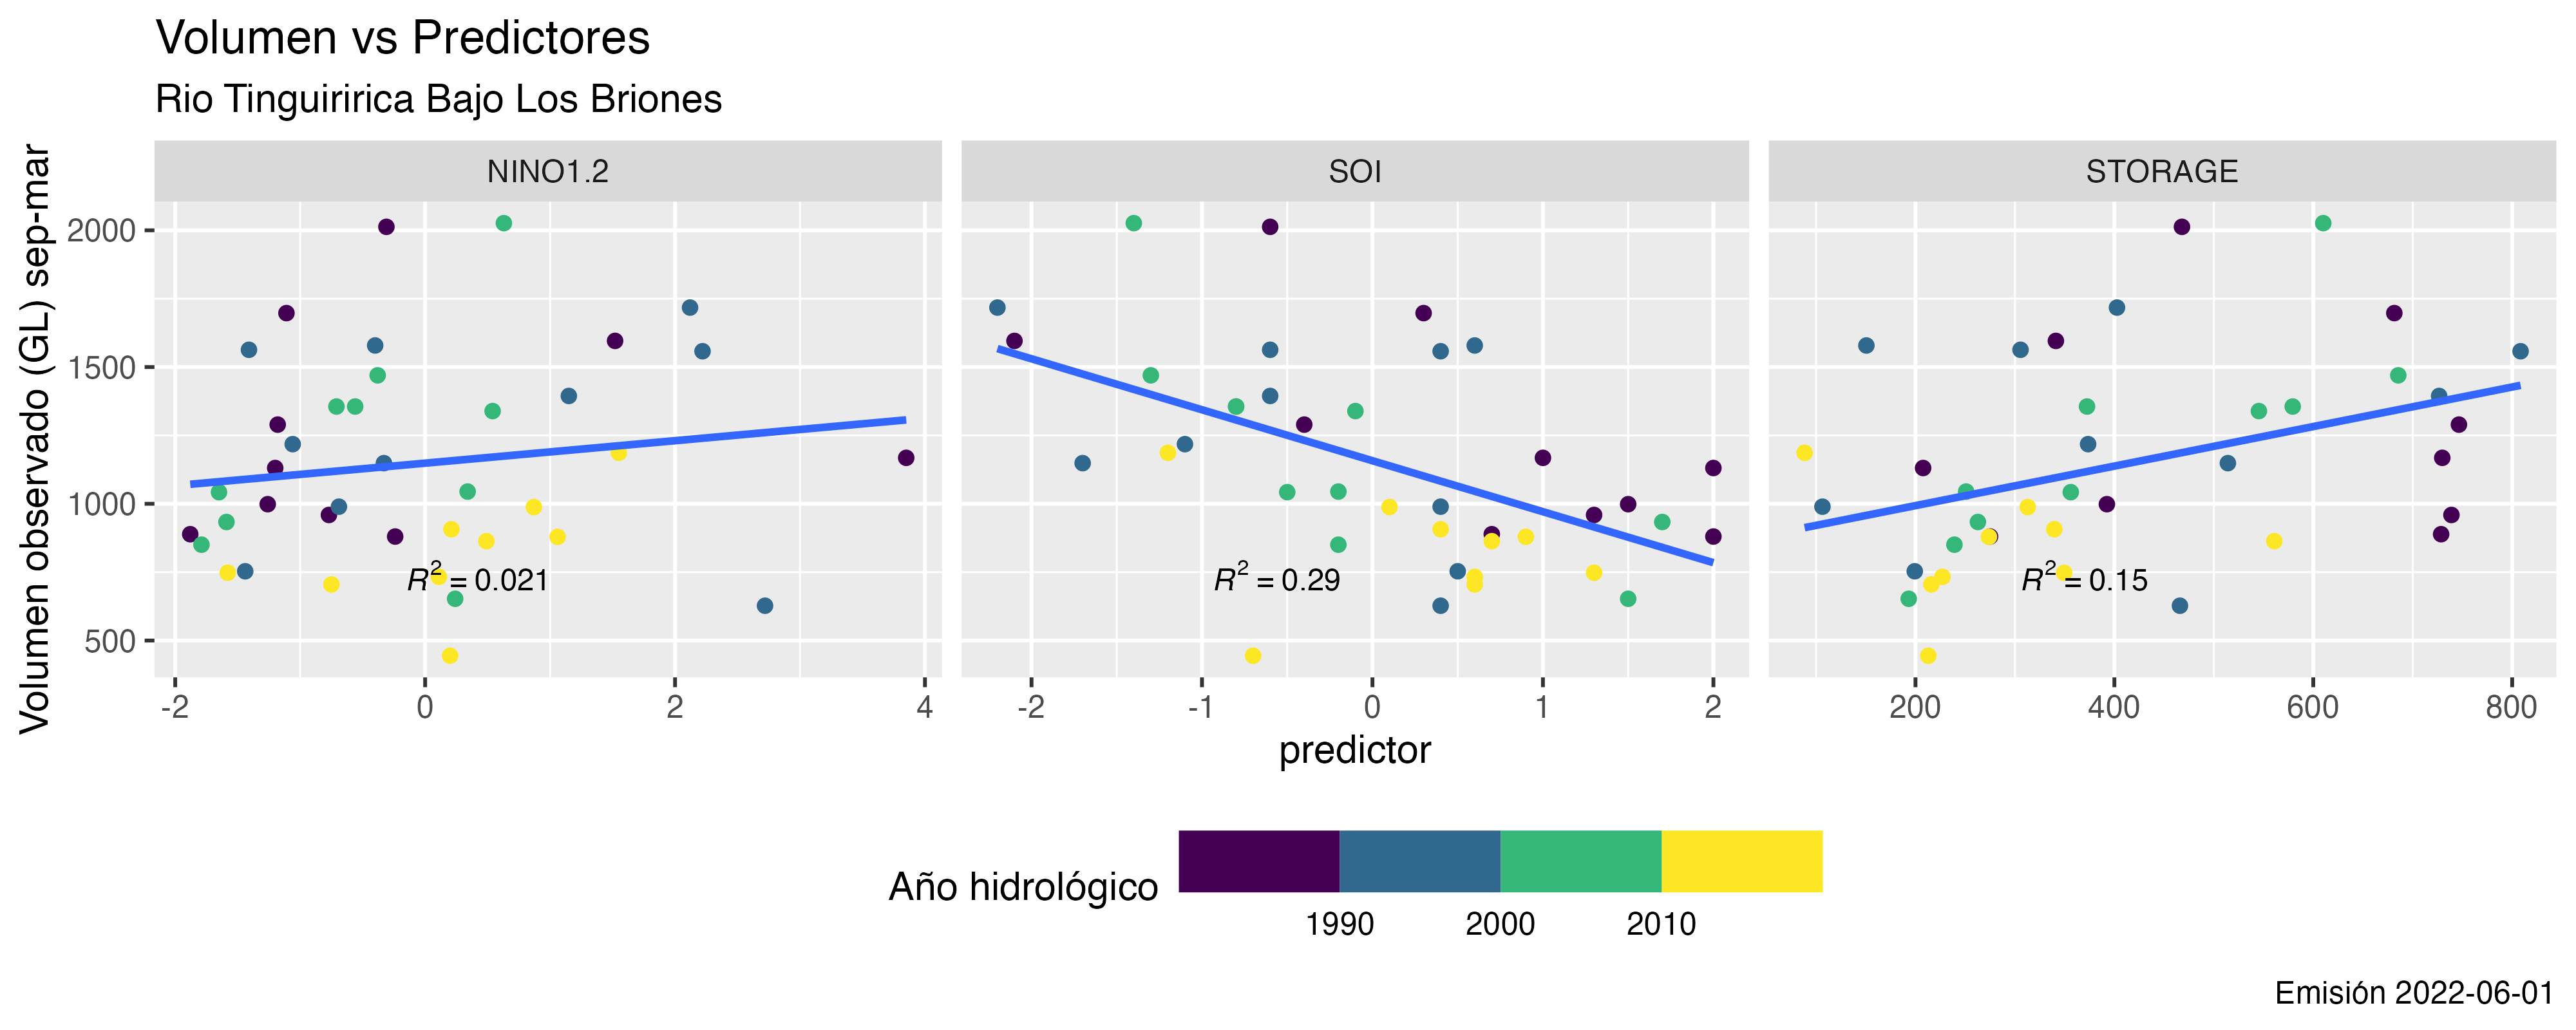 Volumen vs Predictores
Rio Tinguiririca Bajo Los Briones
NINO1.2
SOI
STORAGE
Volumen observado (GL) sep-mar
2000
1500
1000
500
R² = 0.021
R² = 0.29
R² = 0.15
-2 0 2 4
-2 -1 0 1 2
200 400 600 800
predictor
Año hidrológico
1990 2000 2010
Emisión 2022-06-01